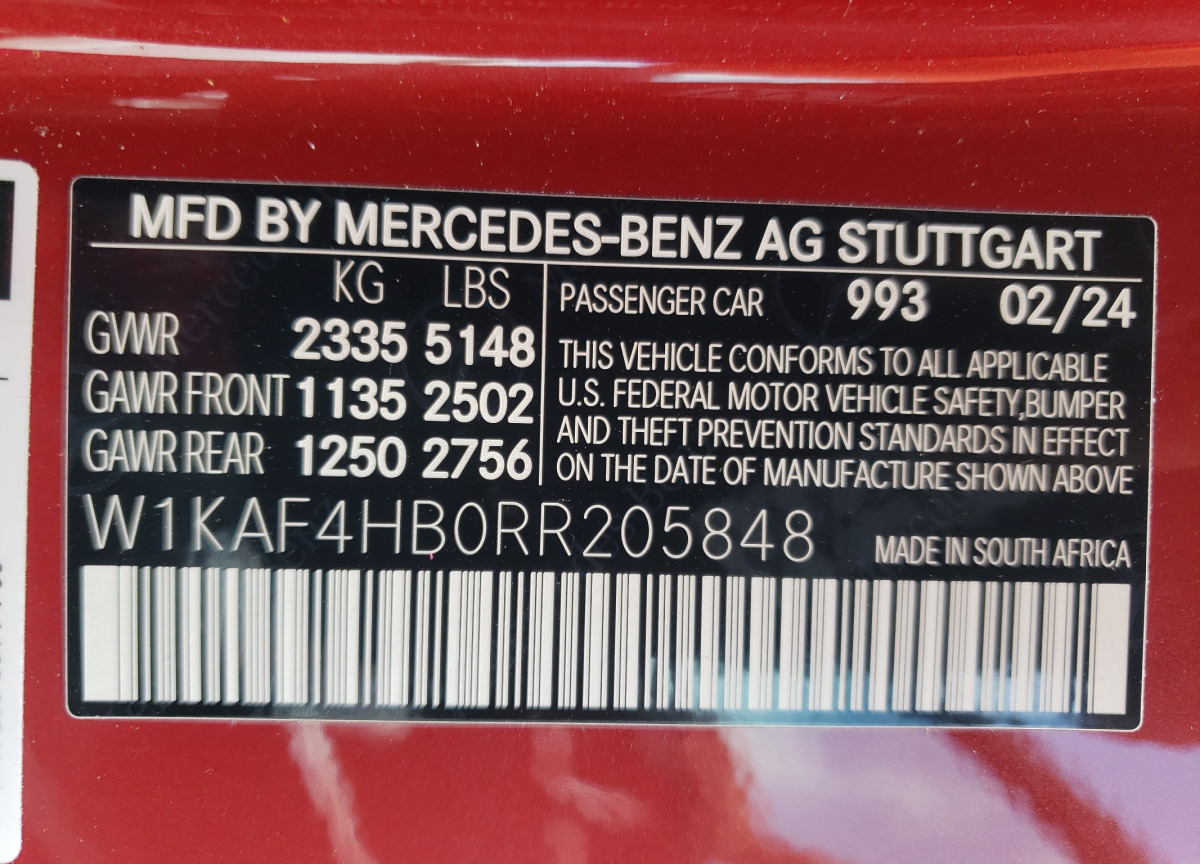 MFD BY MERCEDES-BENZ AG STUTTGART
KG LBS
GVWR 2335 5148
GAWR FRONT 1135 2502
GAWR REAR 1250 2756
PASSENGER CAR 993 02/24
THIS VEHICLE CONFORMS TO ALL APPLICABLE
U.S. FEDERAL MOTOR VEHICLE SAFETY,BUMPER
AND THEFT PREVENTION STANDARDS IN EFFECT
ON THE DATE OF MANUFACTURE SHOWN ABOVE
W1KAF4HB0RR205848
MADE IN SOUTH AFRICA